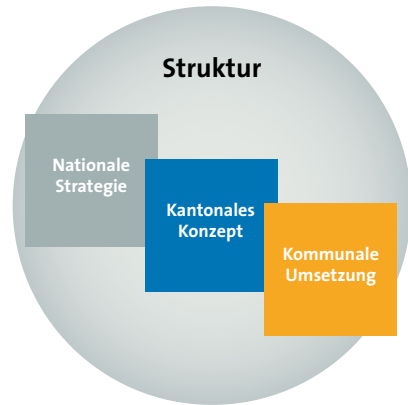 Struktur
Nationale
Strategie
Kantonales
Konzept
Kommunale
Umsetzung